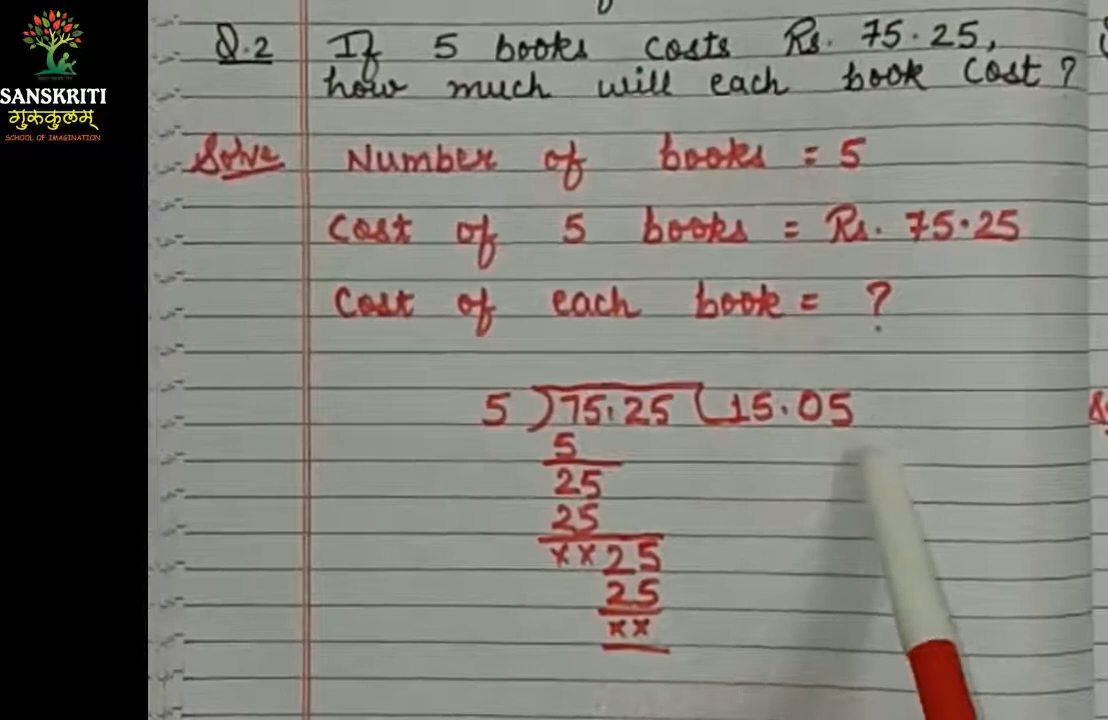 SANSKRITI
गुरुकुलम्
SCHOOL OF IMAGINATION
Q.2 If 5 books costs Rs. 75.25,
how much will each book cost?
Solve Number of books = 5
Cost of 5 books = Rs. 75.25
Cost of each book = ?
5 ) 75.25 ( 15.05
5
25
25
xx25
25
xx